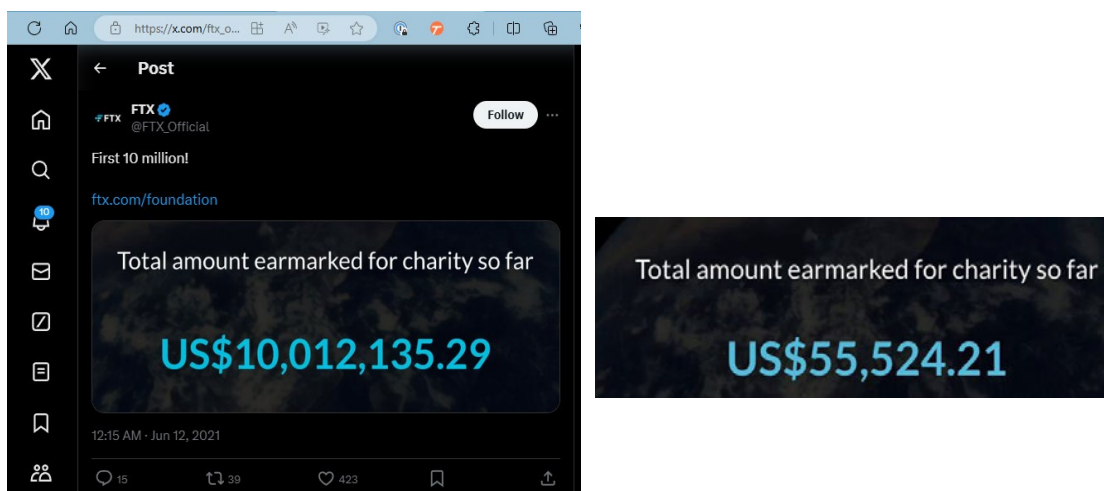 https://x.com/ftx_o...
X
Post
FTX
FTX
@FTX_Official
Follow
First 10 million!
ftx.com/foundation
10
Total amount earmarked for charity so far
US$10,012,135.29
12:15 AM · Jun 12, 2021
15
39
423
Total amount earmarked for charity so far
US$55,524.21